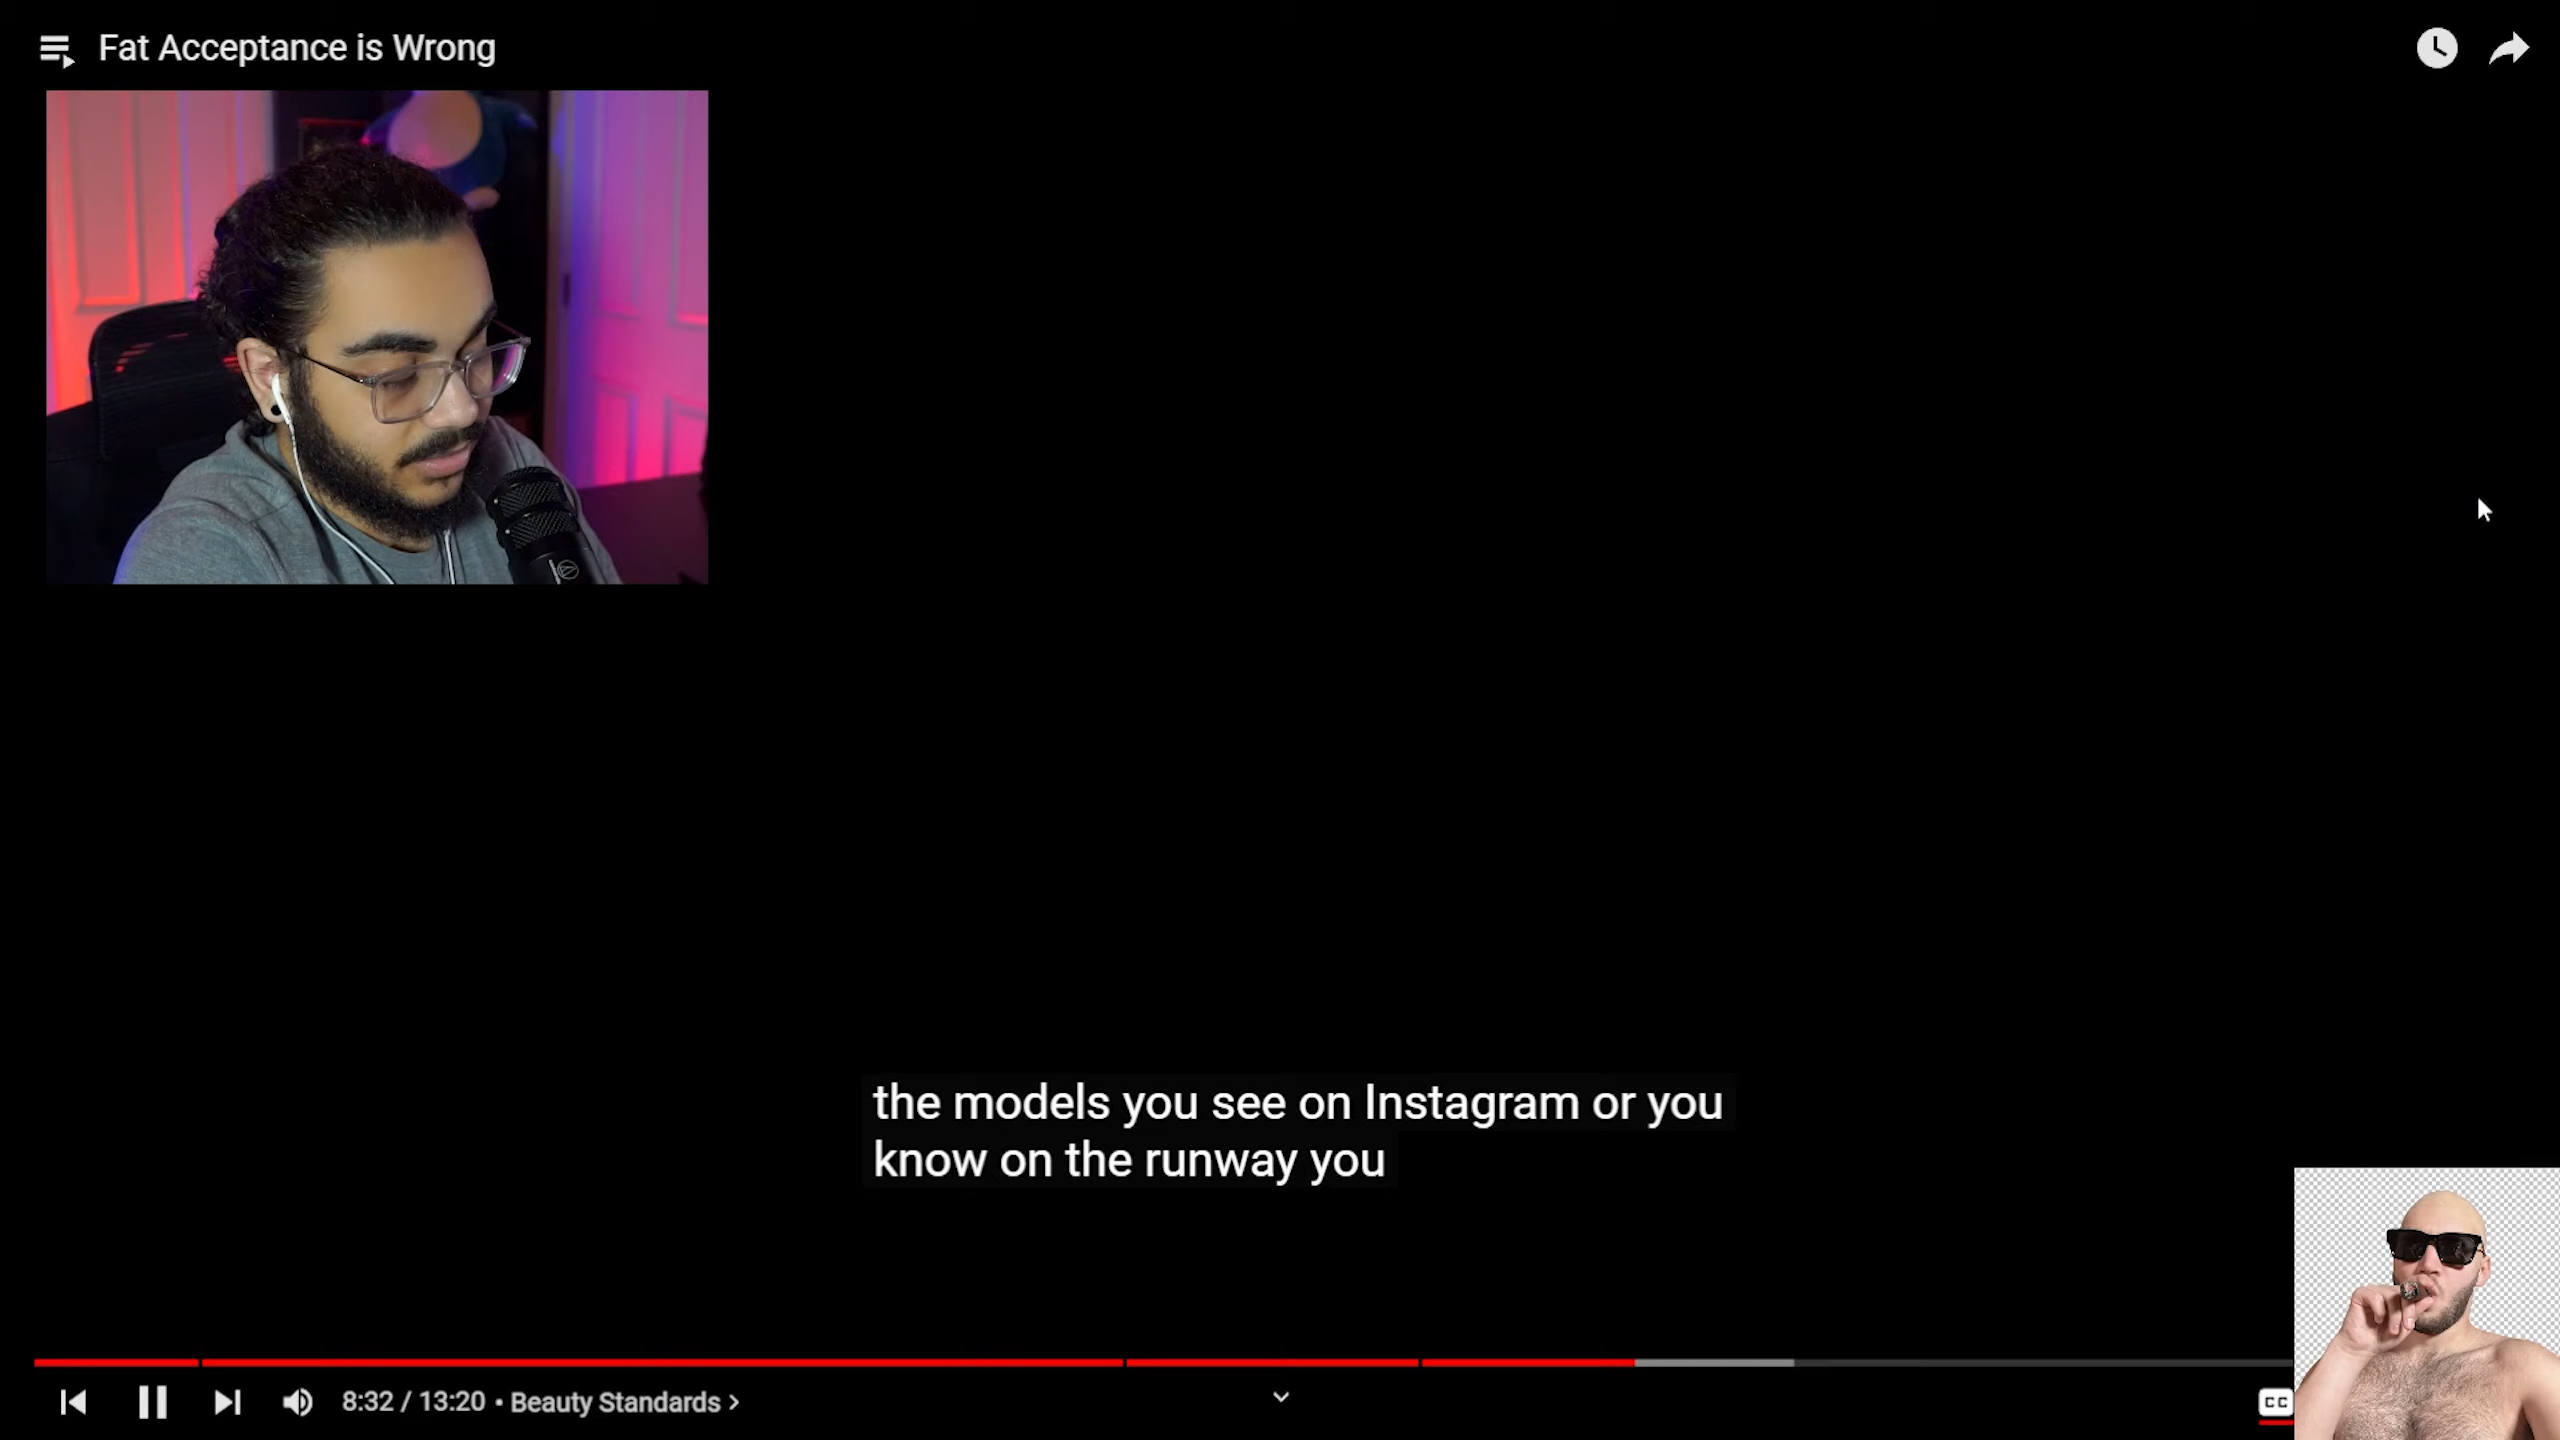 Fat Acceptance is Wrong
the models you see on Instagram or you
know on the runway you
8:32 / 13:20 • Beauty Standards >
CC